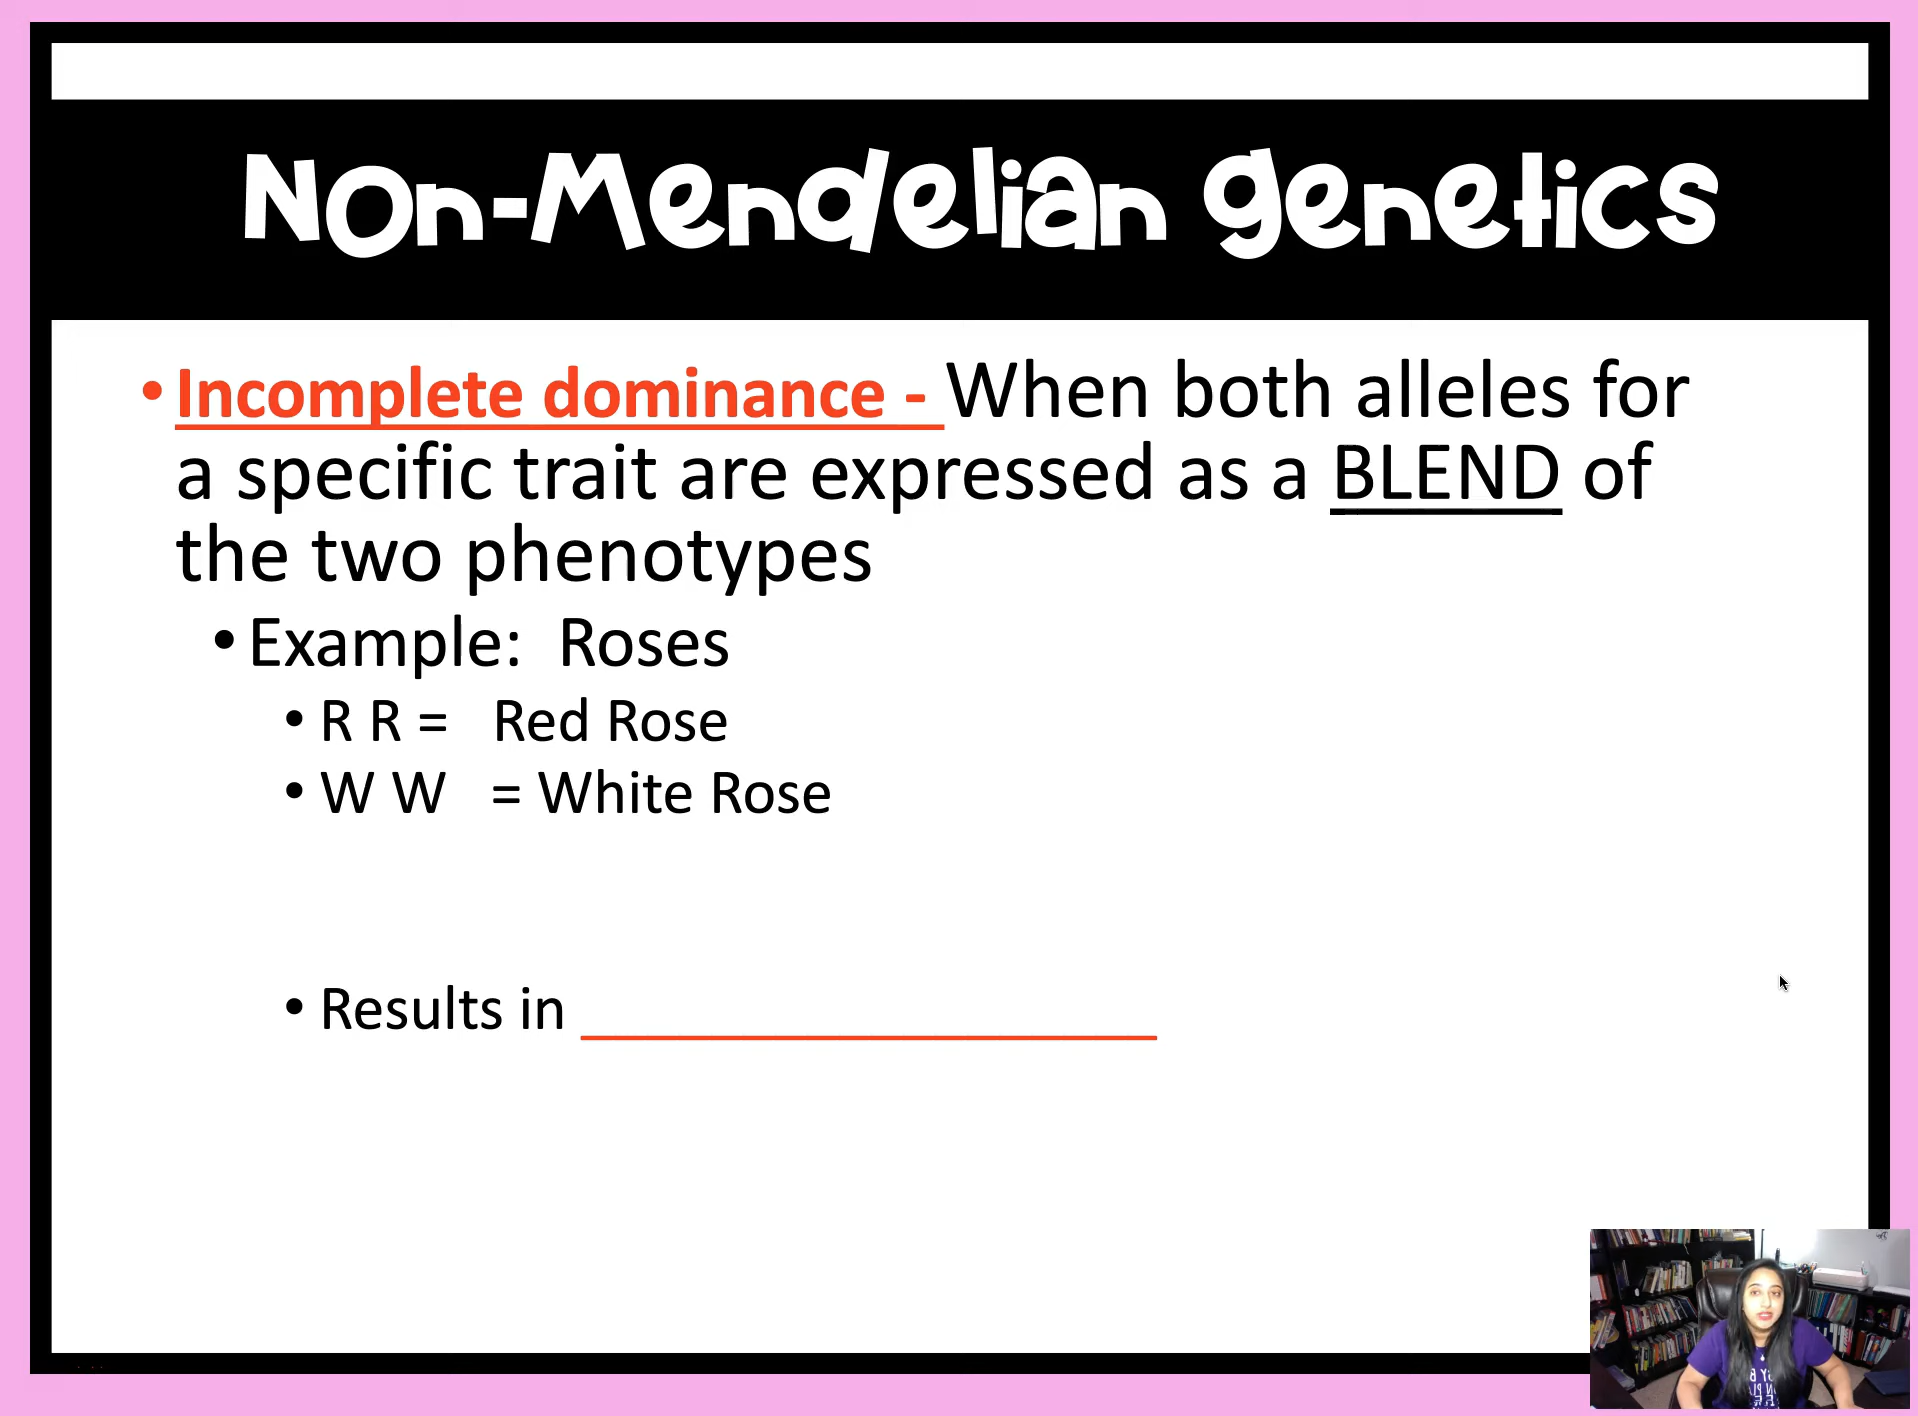 Non-Mendelian genetics
• Incomplete dominance - When both alleles for
a specific trait are expressed as a BLEND of
the two phenotypes
• Example: Roses
• R R = Red Rose
• W W = White Rose
• Results in ____________________